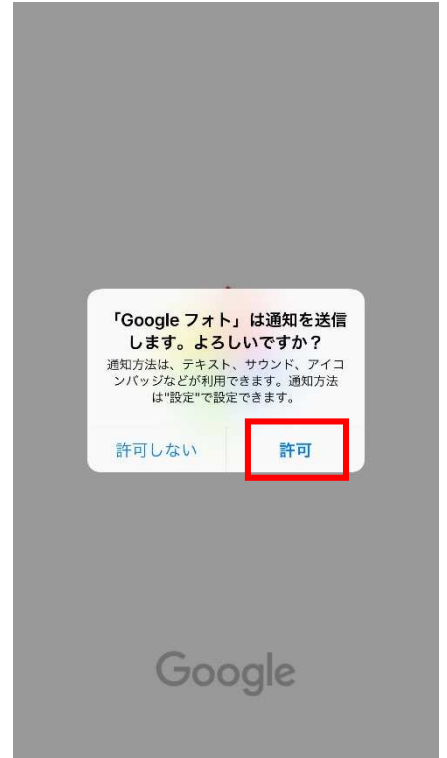 「Google フォト」は通知を送信
します。よろしいですか？
通知方法は、テキスト、サウンド、アイコ
ンバッジなどが利用できます。通知方法
は"設定"で設定できます。
許可しない
許可
Google